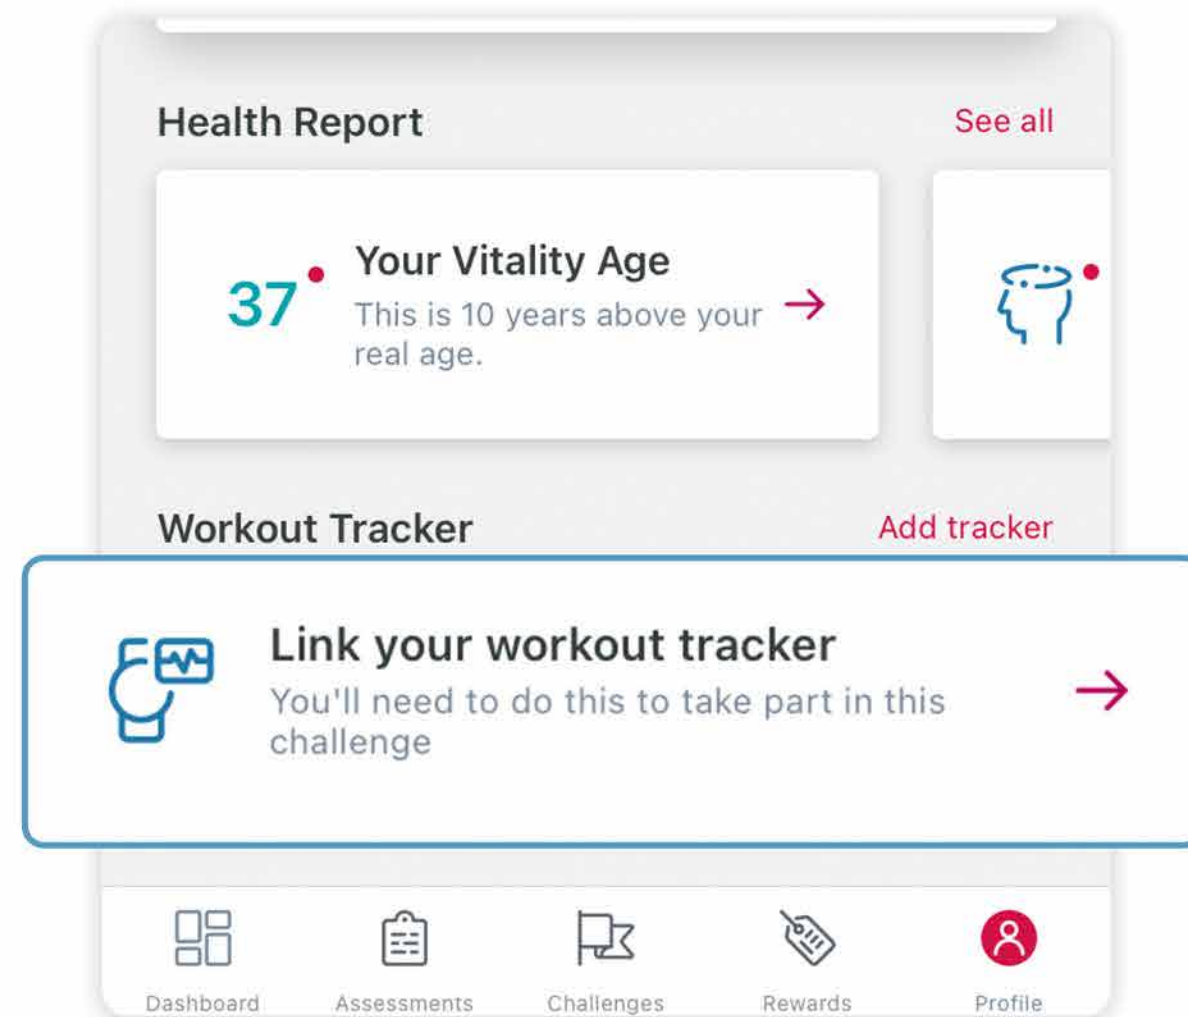 Health Report
See all
37
Your Vitality Age
This is 10 years above your
real age.
Workout Tracker
Add tracker
Link your workout tracker
You'll need to do this to take part in this
challenge
Dashboard
Assessments
Challenges
Rewards
Profile